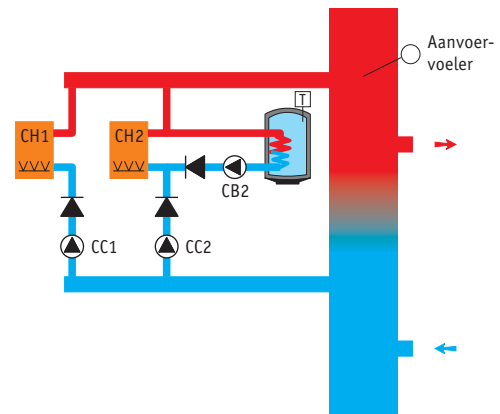 Aanvoer-
voeler
T
CH1
CH2
CB2
CC1
CC2